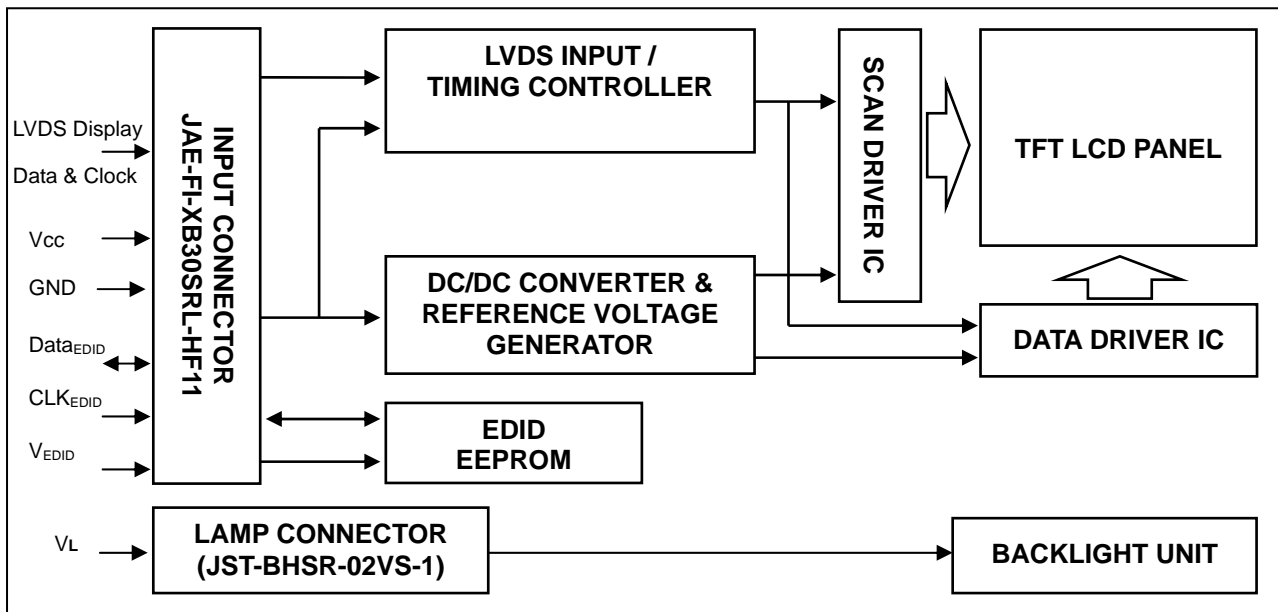 LVDS Display
Data & Clock
Vcc
GND
DataEDID
CLKEDID
VEDID
VL
INPUT CONNECTOR
JAE-FI-XB30SRL-HF11
LVDS INPUT /
TIMING CONTROLLER
DC/DC CONVERTER &
REFERENCE VOLTAGE
GENERATOR
EDID
EEPROM
LAMP CONNECTOR
(JST-BHSR-02VS-1)
SCAN DRIVER IC
TFT LCD PANEL
DATA DRIVER IC
BACKLIGHT UNIT